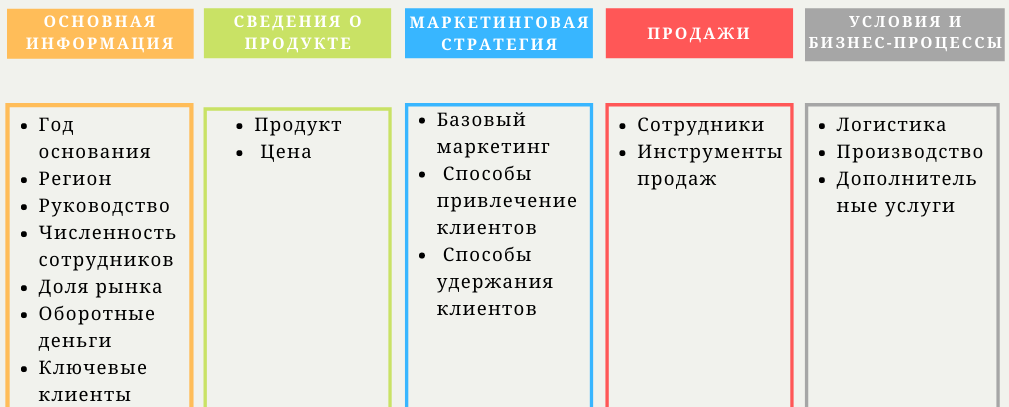 ОСНОВНАЯ
ИНФОРМАЦИЯ
СВЕДЕНИЯ О
ПРОДУКТЕ
МАРКЕТИНГОВАЯ
СТРАТЕГИЯ
ПРОДАЖИ
УСЛОВИЯ И
БИЗНЕС-ПРОЦЕССЫ
• Год
основания
• Регион
• Руководство
• Численность
сотрудников
• Доля рынка
• Оборотные
деньги
• Ключевые
клиенты
• Продукт
• Цена
• Базовый
маркетинг
• Способы
привлечение
клиентов
• Способы
удержания
клиентов
• Сотрудники
• Инструменты
продаж
• Логистика
• Производство
• Дополнитель
ные услуги